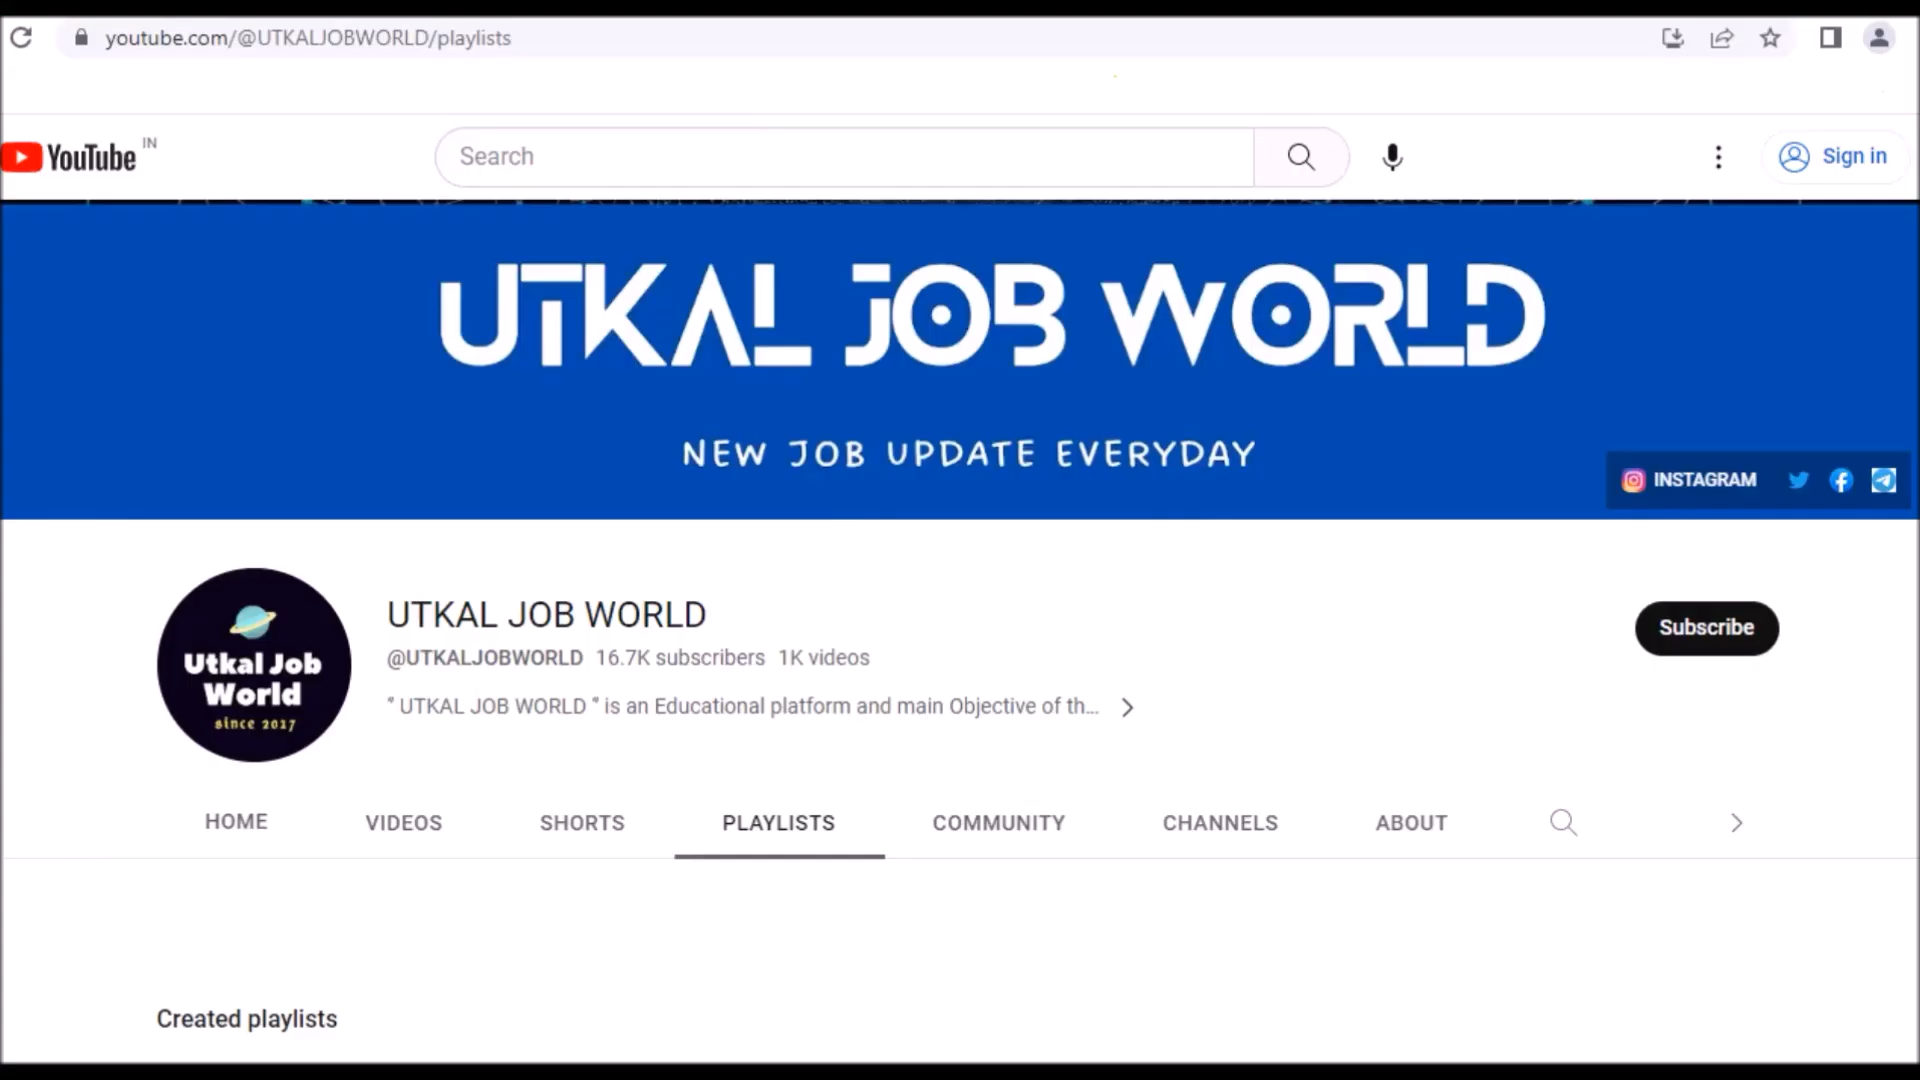 youtube.com/@UTKALJOBWORLD/playlists
YouTube IN
Search
Sign in
UTKAL JOB WORLD
NEW JOB UPDATE EVERYDAY
INSTAGRAM
Utkal Job
World
since 2017
UTKAL JOB WORLD
@UTKALJOBWORLD 16.7K subscribers 1K videos
" UTKAL JOB WORLD " is an Educational platform and main Objective of th...
Subscribe
HOME VIDEOS SHORTS PLAYLISTS COMMUNITY CHANNELS ABOUT
Created playlists